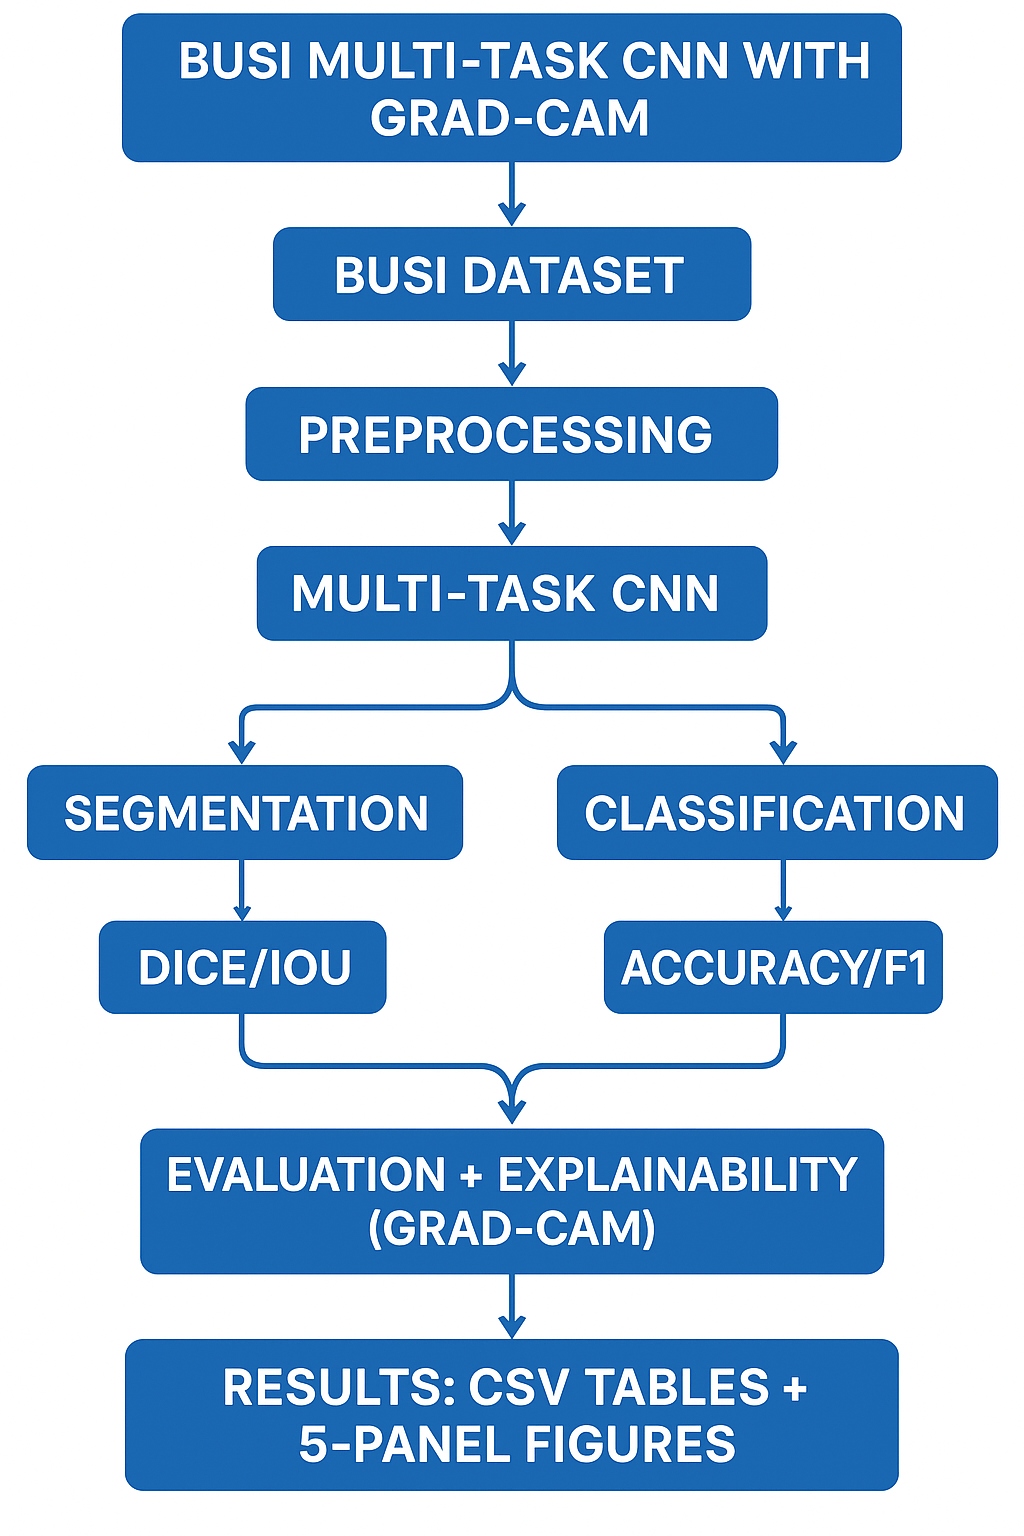 BUSI MULTI-TASK CNN WITH
GRAD-CAM
BUSI DATASET
PREPROCESSING
MULTI-TASK CNN
SEGMENTATION
CLASSIFICATION
DICE/IOU
ACCURACY/F1
EVALUATION + EXPLAINABILITY
(GRAD-CAM)
RESULTS: CSV TABLES +
5-PANEL FIGURES